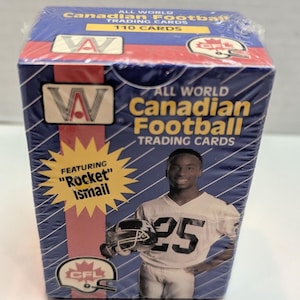 ALL WORLD
Canadian Football
TRADING CARDS
110 CARDS
CFL
AW
ALL WORLD
Canadian
Football
TRADING CARDS
FEATURING
"Rocket"
Ismail
25
CFL